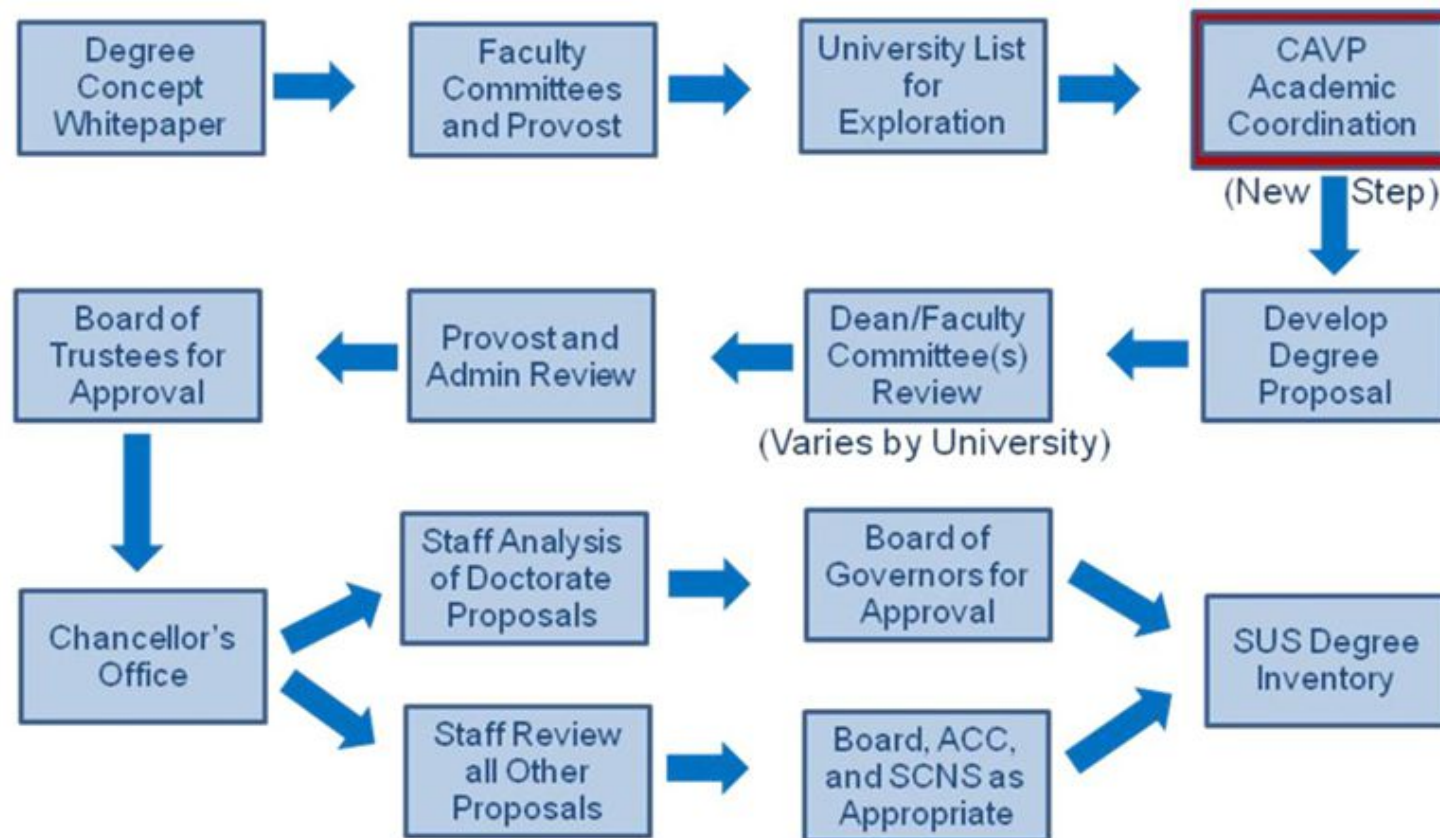 Degree
Concept
Whitepaper
Faculty
Committees
and Provost
University List
for
Exploration
CAVP
Academic
Coordination
(New Step)
Board of
Trustees for
Approval
Provost and
Admin Review
Dean/Faculty
Committee(s)
Review
(Varies by University)
Develop
Degree
Proposal
Chancellor's
Office
Staff Analysis
of Doctorate
Proposals
Board of
Governors for
Approval
SUS Degree
Inventory
Staff Review
all Other
Proposals
Board, ACC,
and SCNS as
Appropriate